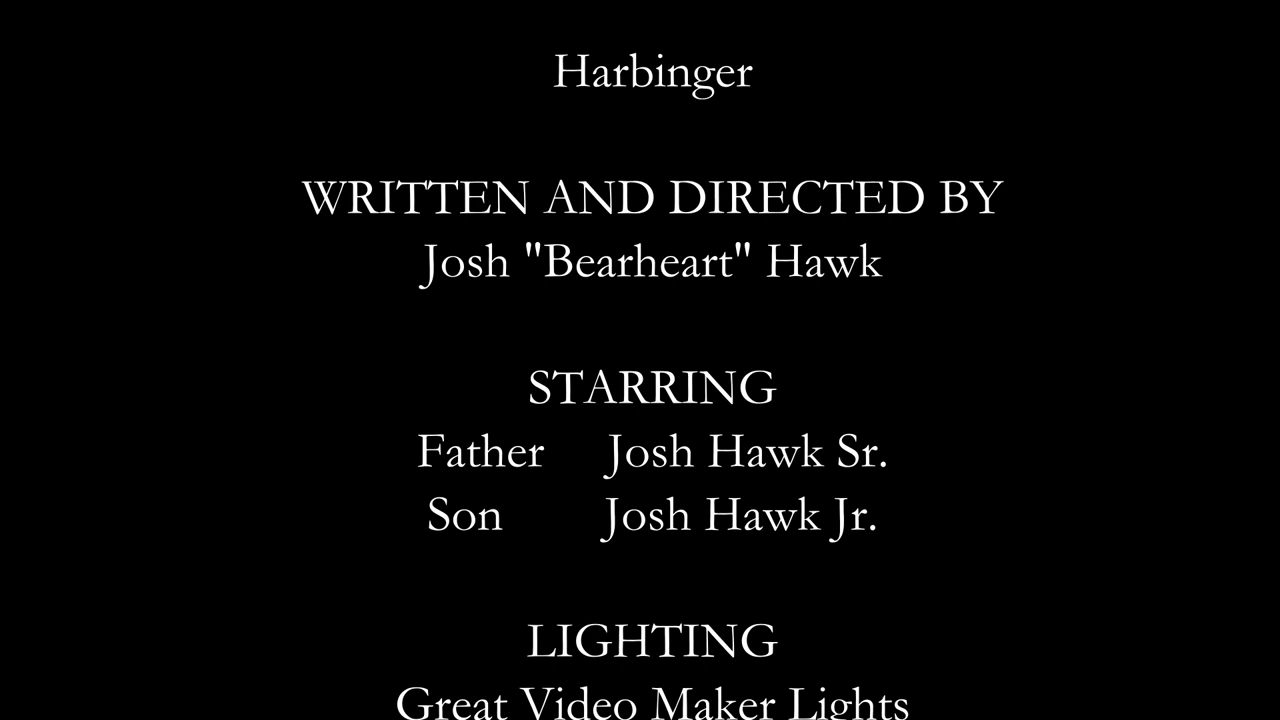 Harbinger
WRITTEN AND DIRECTED BY
Josh "Bearheart" Hawk
STARRING
Father Josh Hawk Sr.
Son Josh Hawk Jr.
LIGHTING
Great Video Maker Lights